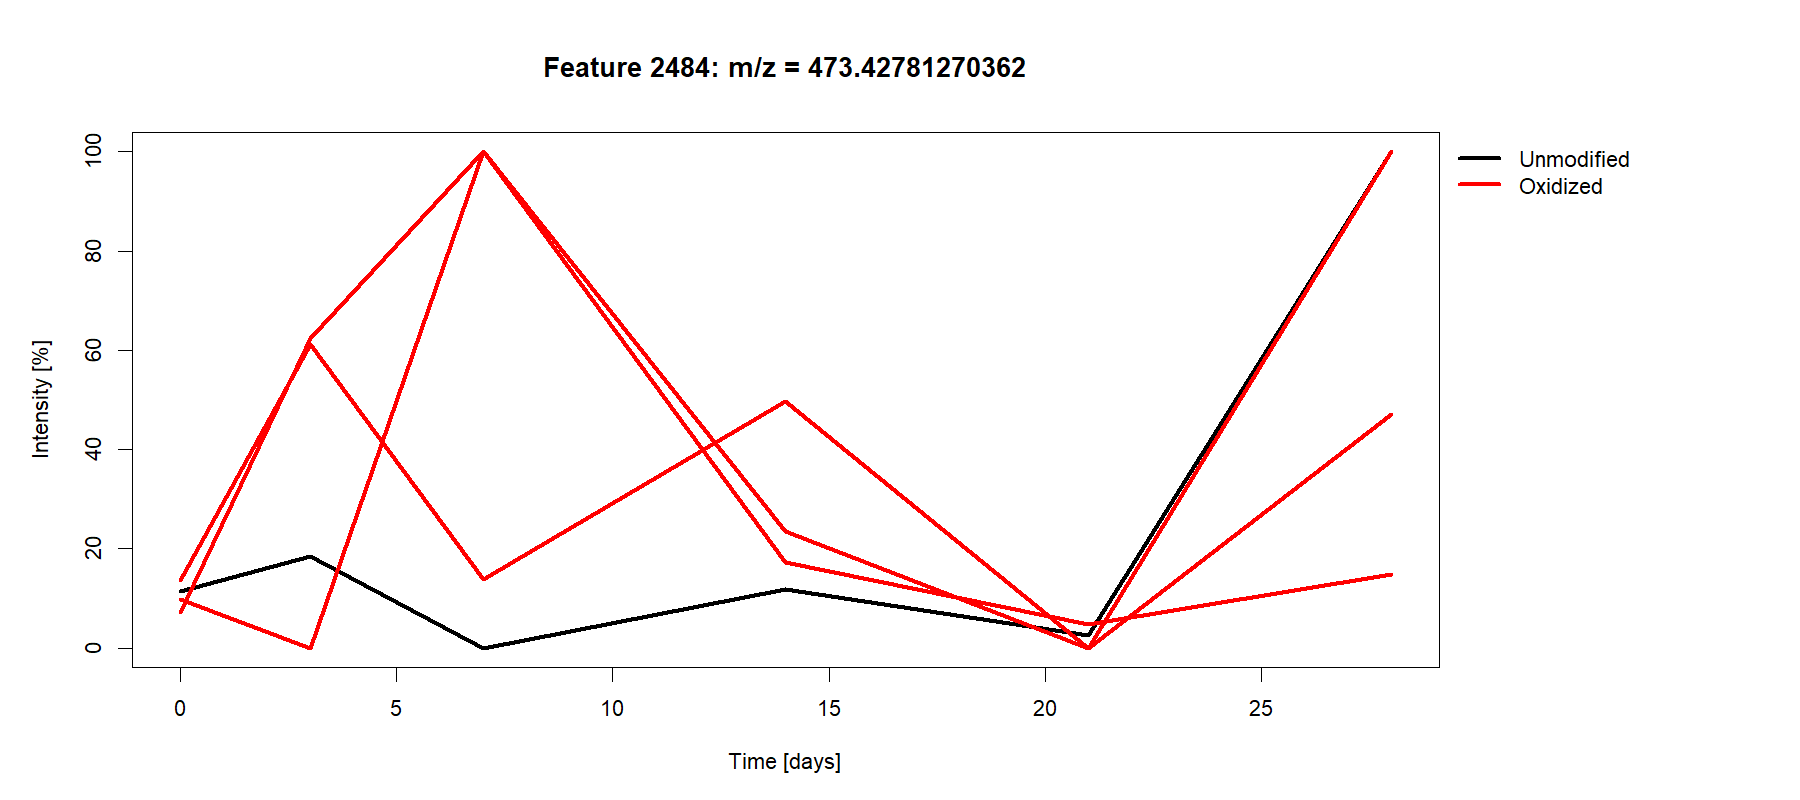 Feature 2484: m/z = 473.42781270362
100
80
60
40
20
0
Intensity [%]
0 5 10 15 20 25
Time [days]
Unmodified
Oxidized